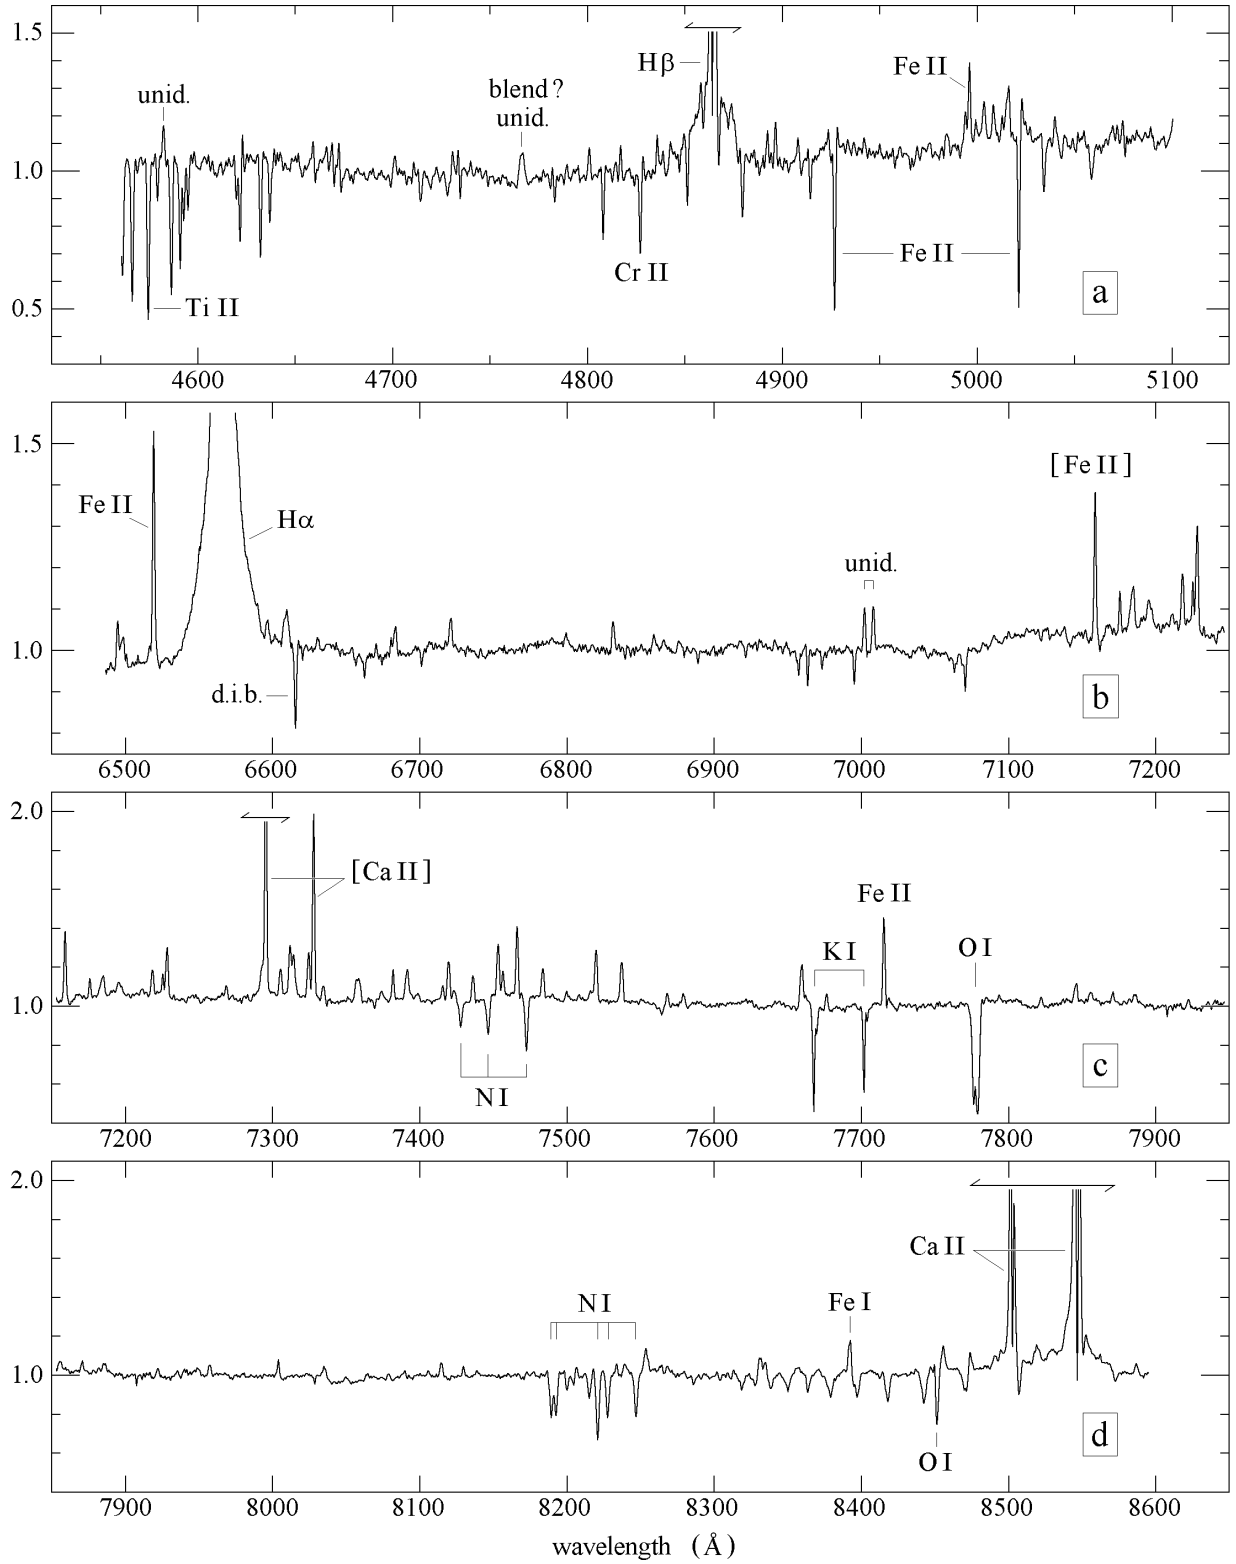 1.5
Hβ
Fe II
unid.
blend ?
unid.
1.0
Cr II
Fe II
Ti II
0.5
a
4600 4700 4800 4900 5000 5100
1.5
[ Fe II ]
Fe II
Hα
unid.
1.0
d.i.b.
b
6500 6600 6700 6800 6900 7000 7100 7200
2.0
[ Ca II ]
Fe II
K I
O I
1.0
c
N I
7200 7300 7400 7500 7600 7700 7800 7900
2.0
Ca II
N I
Fe I
1.0
d
O I
7900 8000 8100 8200 8300 8400 8500 8600
wavelength (Å)